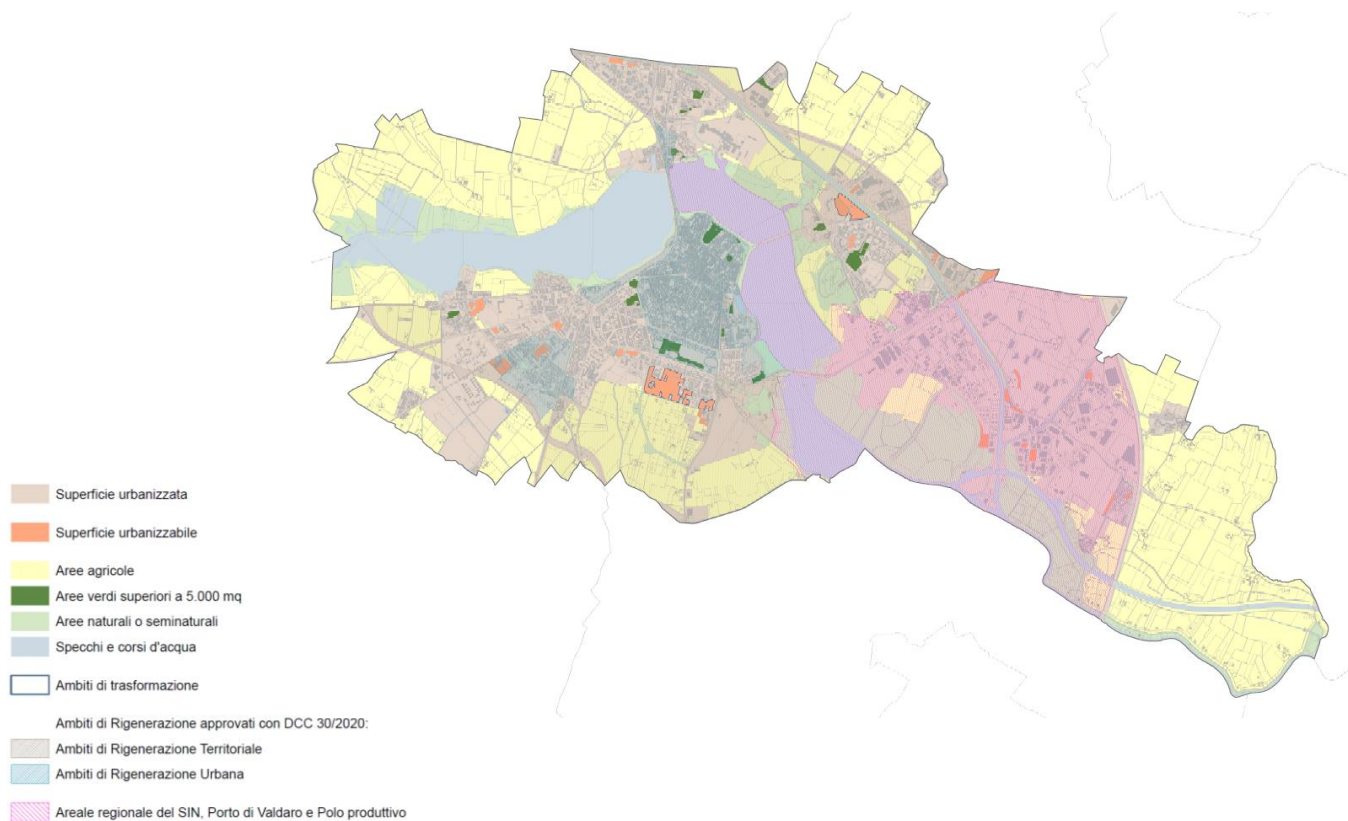 Superficie urbanizzata
Superficie urbanizzabile
Aree agricole
Aree verdi superiori a 5.000 mq
Aree naturali o seminaturali
Specchi e corsi d'acqua
Ambiti di trasformazione
Ambiti di Rigenerazione approvati con DCC 30/2020:
Ambiti di Rigenerazione Territoriale
Ambiti di Rigenerazione Urbana
Areale regionale del SIN, Porto di Valdaro e Polo produttivo